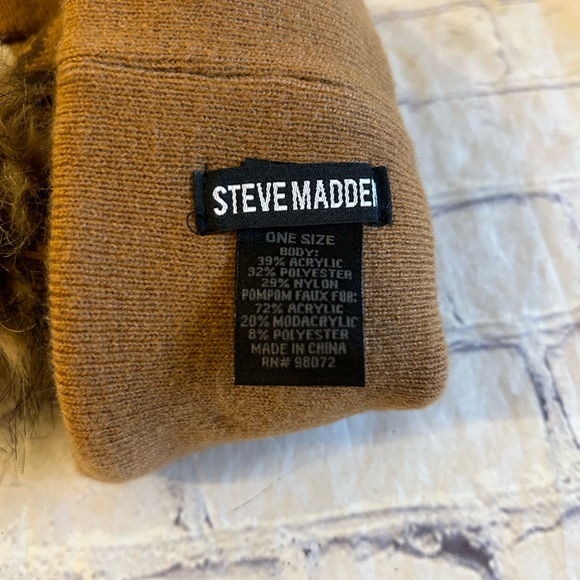 STEVE MADDEN
ONE SIZE
BODY:
39% ACRYLIC
32% POLYESTER
29% NYLON
POMPOM FAUX FUR:
72% ACRYLIC
20% MODACRYLIC
8% POLYESTER
MADE IN CHINA
RN# 98072